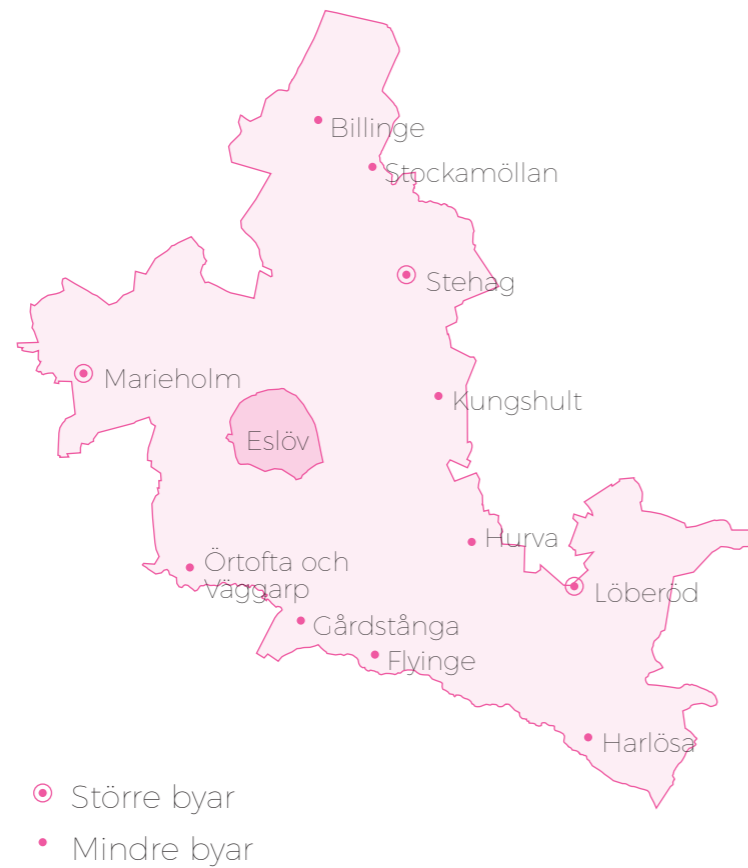 Billinge
Stockamöllan
Stehag
Marieholm
Kungshult
Eslöv
Hurva
Örtofta och
Väggarp
Löberöd
Gårdstånga
Flyinge
Harlösa
Större byar
Mindre byar